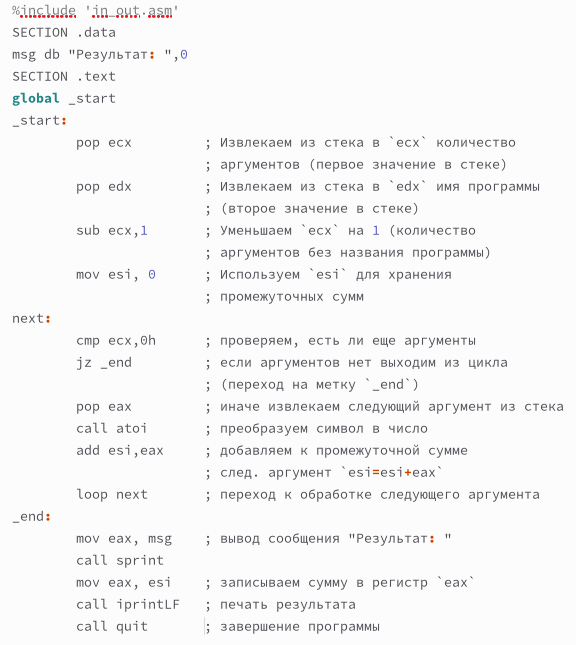 %include 'in_out.asm'
SECTION .data
msg db "Результат: ",0
SECTION .text
global _start
_start:
pop ecx ; Извлекаем из стека в `ecx` количество
; аргументов (первое значение в стеке)
pop edx ; Извлекаем из стека в `edx` имя программы
; (второе значение в стеке)
sub ecx,1 ; Уменьшаем `ecx` на 1 (количество
; аргументов без названия программы)
mov esi, 0 ; Используем `esi` для хранения
; промежуточных сумм
next:
cmp ecx,0h ; проверяем, есть ли еще аргументы
jz _end ; если аргументов нет выходим из цикла
; (переход на метку `_end`)
pop eax ; иначе извлекаем следующий аргумент из стека
call atoi ; преобразуем символ в число
add esi,eax ; добавляем к промежуточной сумме
; след. аргумент `esi=esi+eax`
loop next ; переход к обработке следующего аргумента
_end:
mov eax, msg ; вывод сообщения "Результат: "
call sprint
mov eax, esi ; записываем сумму в регистр `eax`
call iprintLF ; печать результата
call quit ; завершение программы